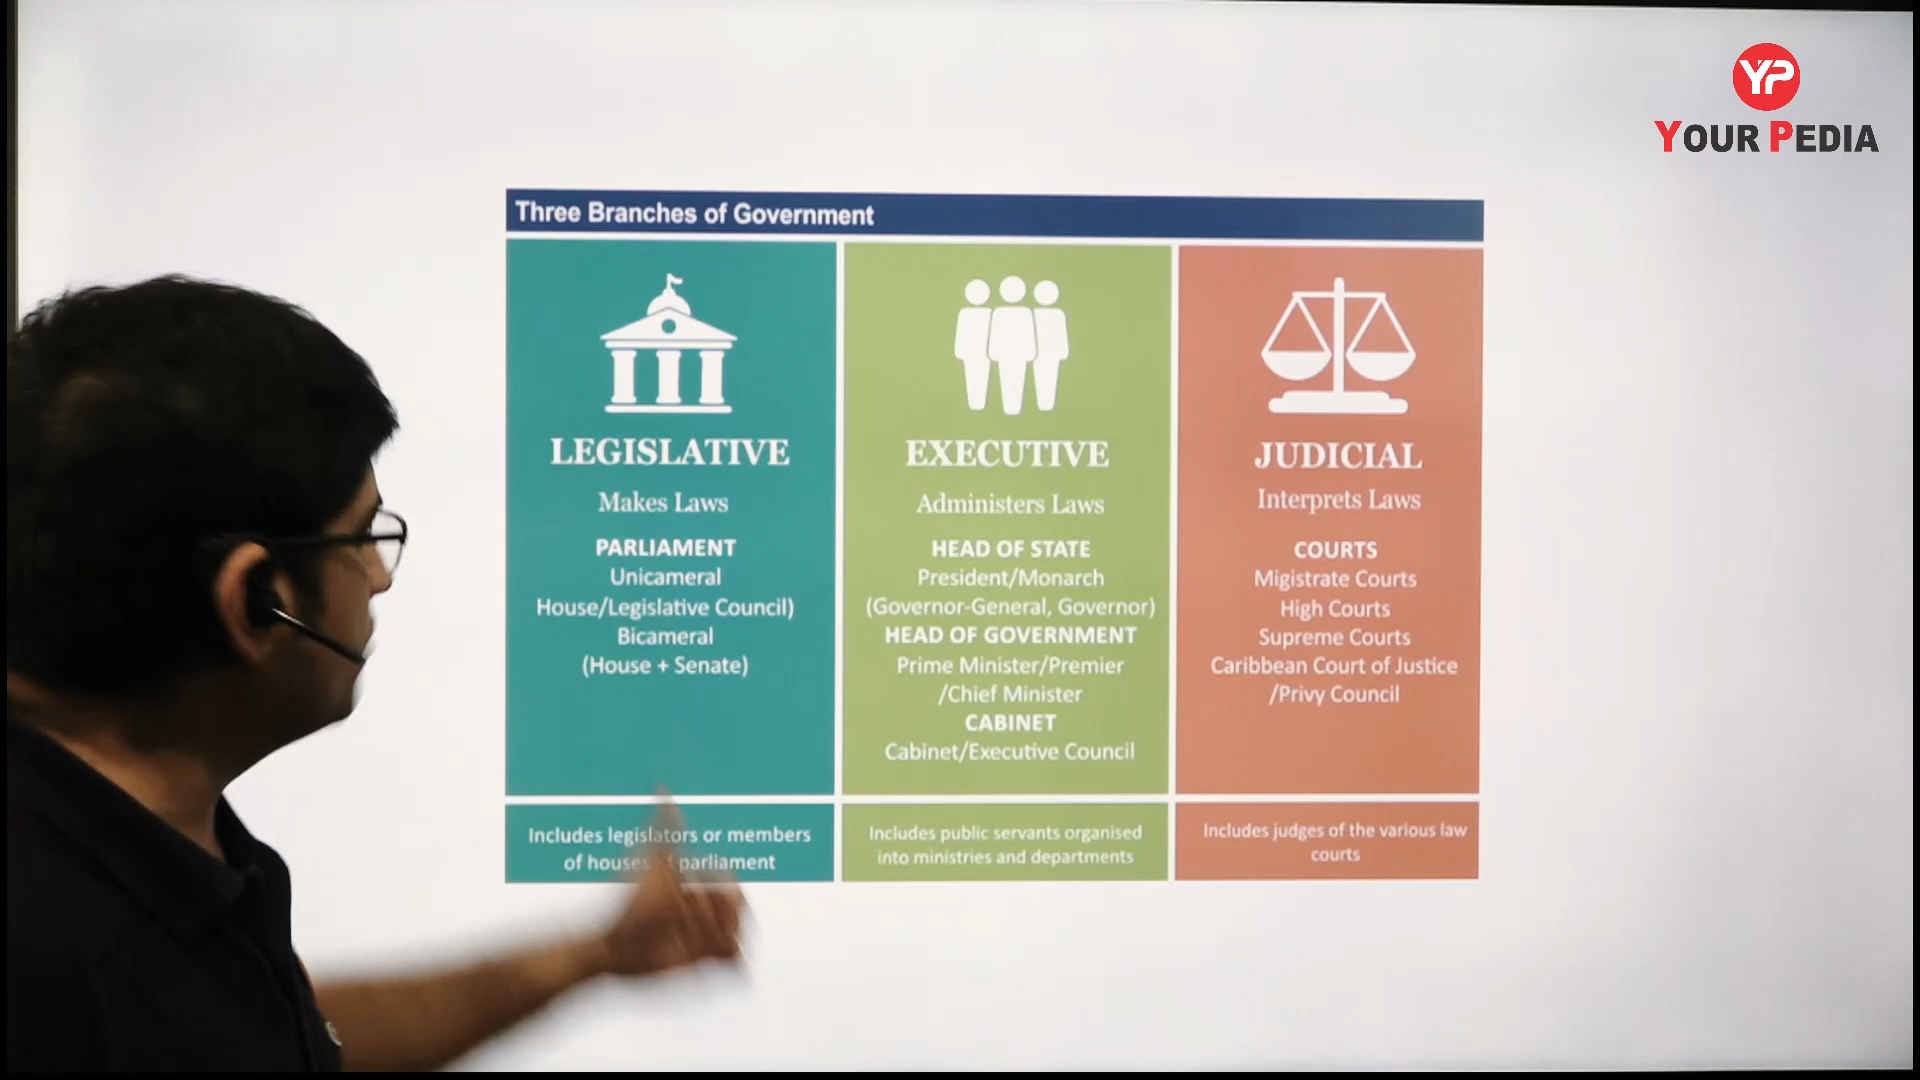 YP
YOUR PEDIA
Three Branches of Government
LEGISLATIVE
Makes Laws
PARLIAMENT
Unicameral
House/Legislative Council)
Bicameral
(House + Senate)
Includes legislators or members
of houses parliament
EXECUTIVE
Administers Laws
HEAD OF STATE
President/Monarch
(Governor-General, Governor)
HEAD OF GOVERNMENT
Prime Minister/Premier
/Chief Minister
CABINET
Cabinet/Executive Council
Includes public servants organised
into ministries and departments
JUDICIAL
Interprets Laws
COURTS
Migistrate Courts
High Courts
Supreme Courts
Caribbean Court of Justice
/Privy Council
Includes judges of the various law
courts